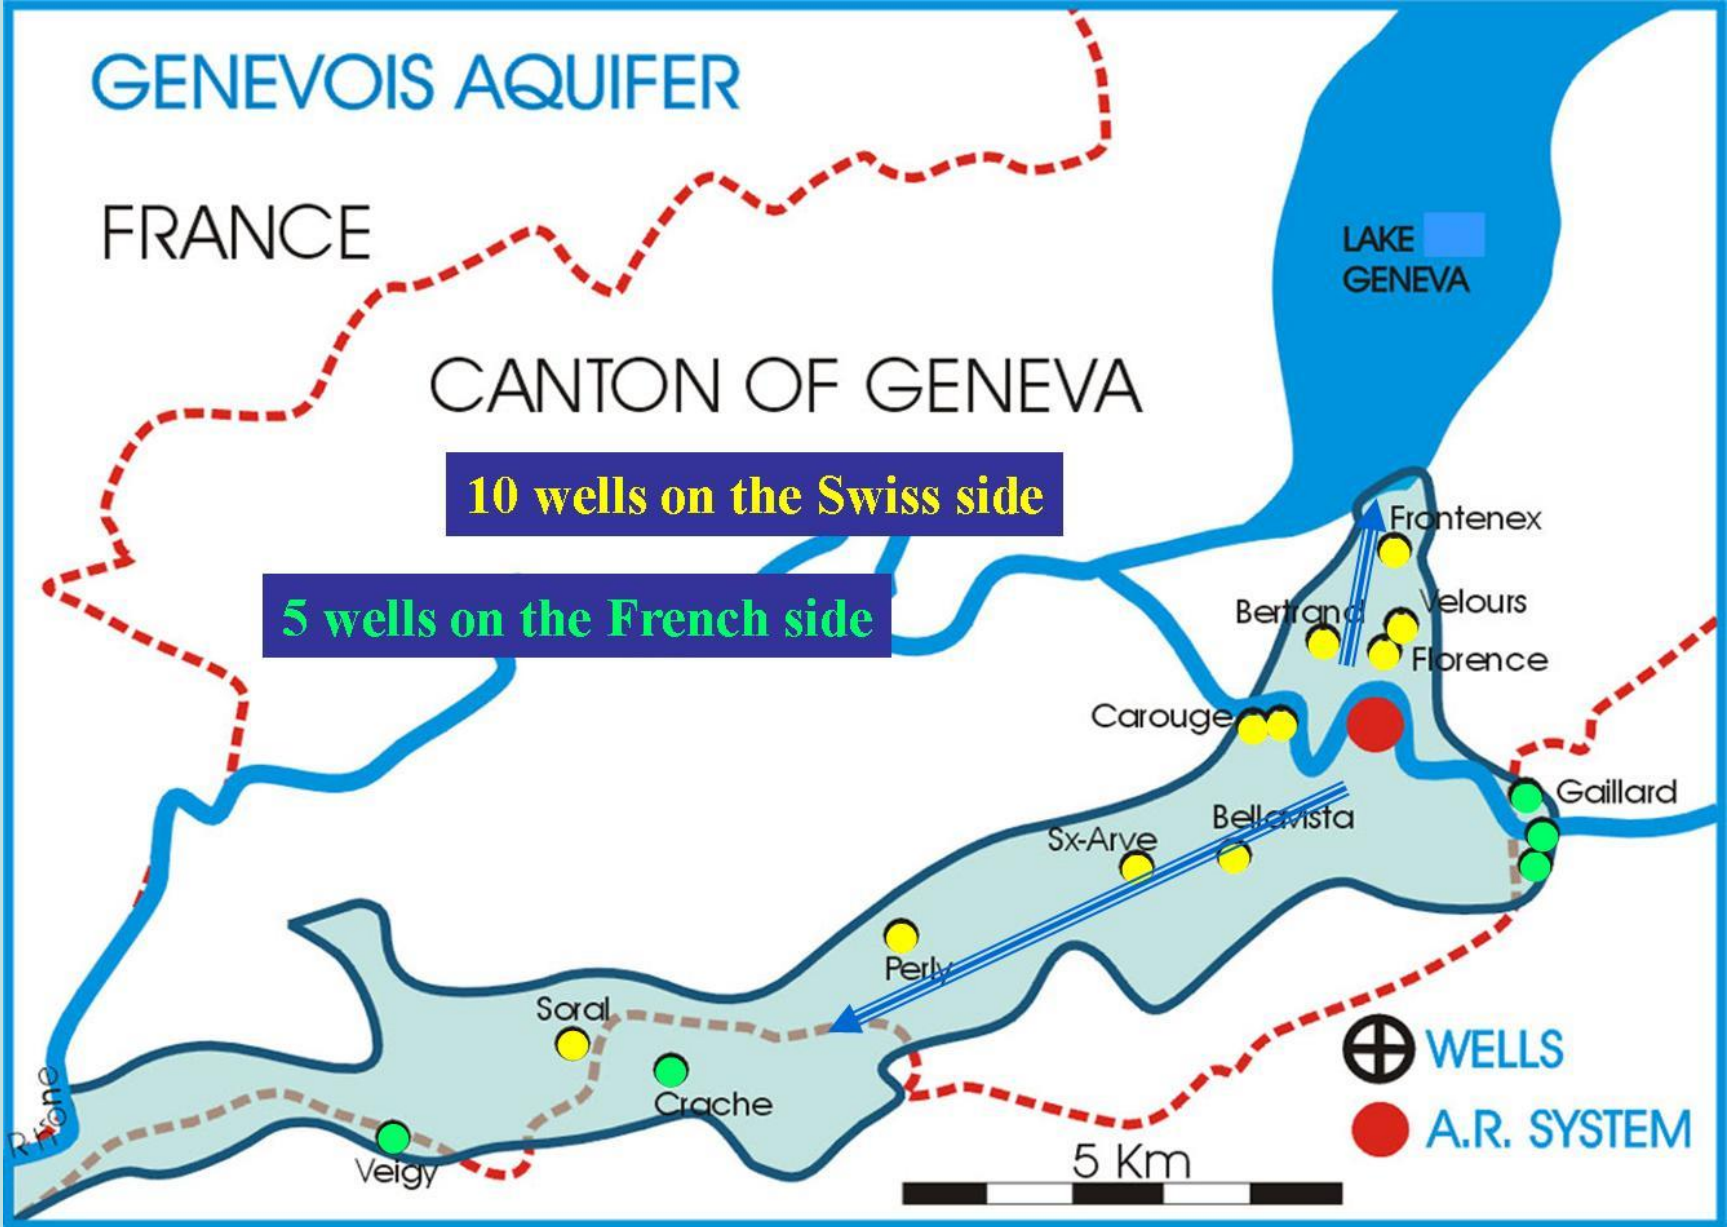 GENEVOIS AQUIFER
FRANCE
LAKE
GENEVA
CANTON OF GENEVA
10 wells on the Swiss side
Frontenex
5 wells on the French side
Bertrand
Velours
Florence
Carouge
Gaillard
Bellavista
Sx-Arve
Perly
Soral
WELLS
Rhone
Crache
A.R. SYSTEM
Veigy
5 Km